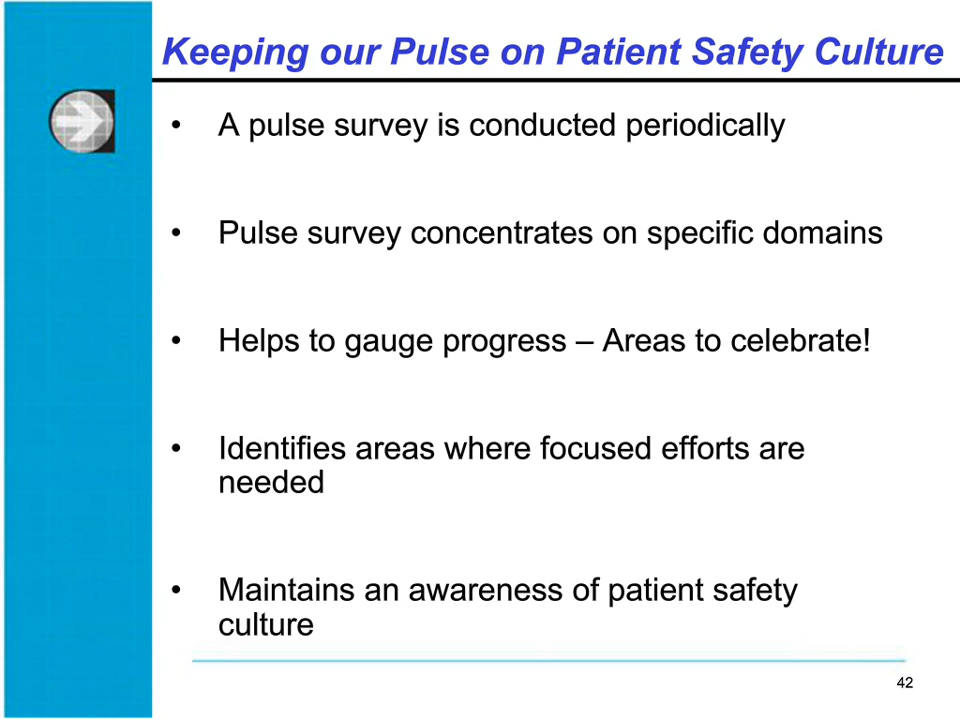 Keeping our Pulse on Patient Safety Culture
• A pulse survey is conducted periodically
• Pulse survey concentrates on specific domains
• Helps to gauge progress – Areas to celebrate!
• Identifies areas where focused efforts are
needed
• Maintains an awareness of patient safety
culture
42